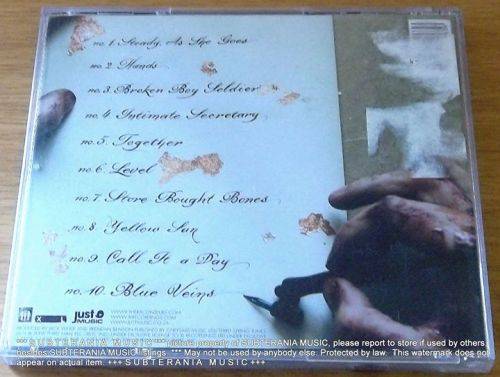 no. 1 Steady, As She Goes
no. 2 Hands
no. 3 Broken Boy Soldier
no. 4 Intimate Secretary
no. 5 Together
no. 6 Level
no. 7 Store Bought Bones
no. 8 Yellow Sun
no. 9 Call It a Day
no. 10 Blue Veins
just
MUSIC
*** SUBTERANIA MUSIC *** picture property of SUBTERANIA MUSIC, please report to store if used by others
besides SUBTERANIA MUSIC listings *** May not be used by anybody else. Protected by law. This watermark does not
appear on actual item. +++ SUBTERANIA MUSIC +++